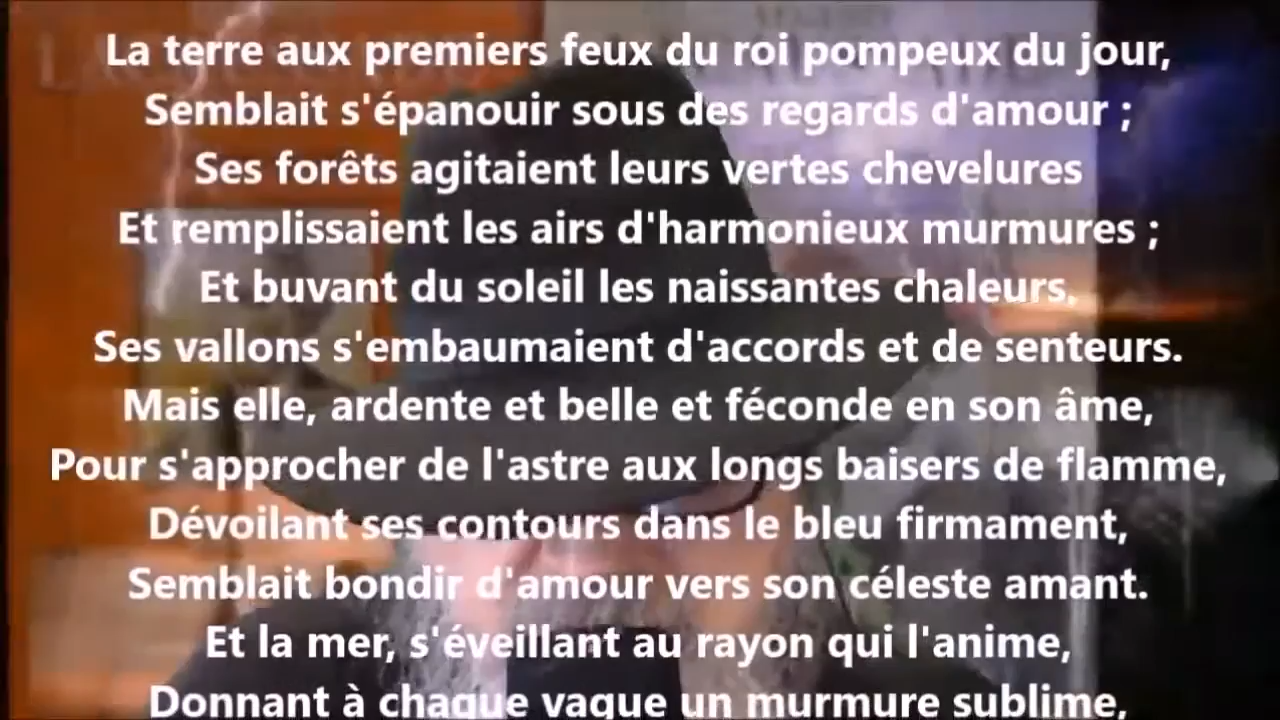 La terre aux premiers feux du roi pompeux du jour,
Semblait s'épanouir sous des regards d'amour ;
Ses forêts agitaient leurs vertes chevelures
Et remplissaient les airs d'harmonieux murmures ;
Et buvant du soleil les naissantes chaleurs,
Ses vallons s'embaumaient d'accords et de senteurs.
Mais elle, ardente et belle et féconde en son âme,
Pour s'approcher de l'astre aux longs baisers de flamme,
Dévoilant ses contours dans le bleu firmament,
Semblait bondir d'amour vers son céleste amant.
Et la mer, s'éveillant au rayon qui l'anime,
Donnant à chaque vague un murmure sublime,